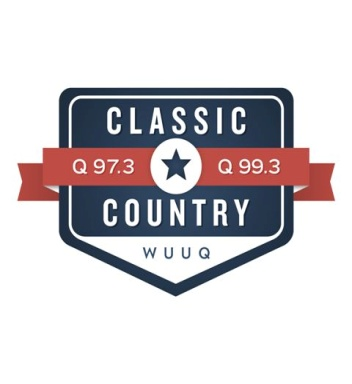 CLASSIC
Q 97.3 Q 99.3
COUNTRY
WUUQ